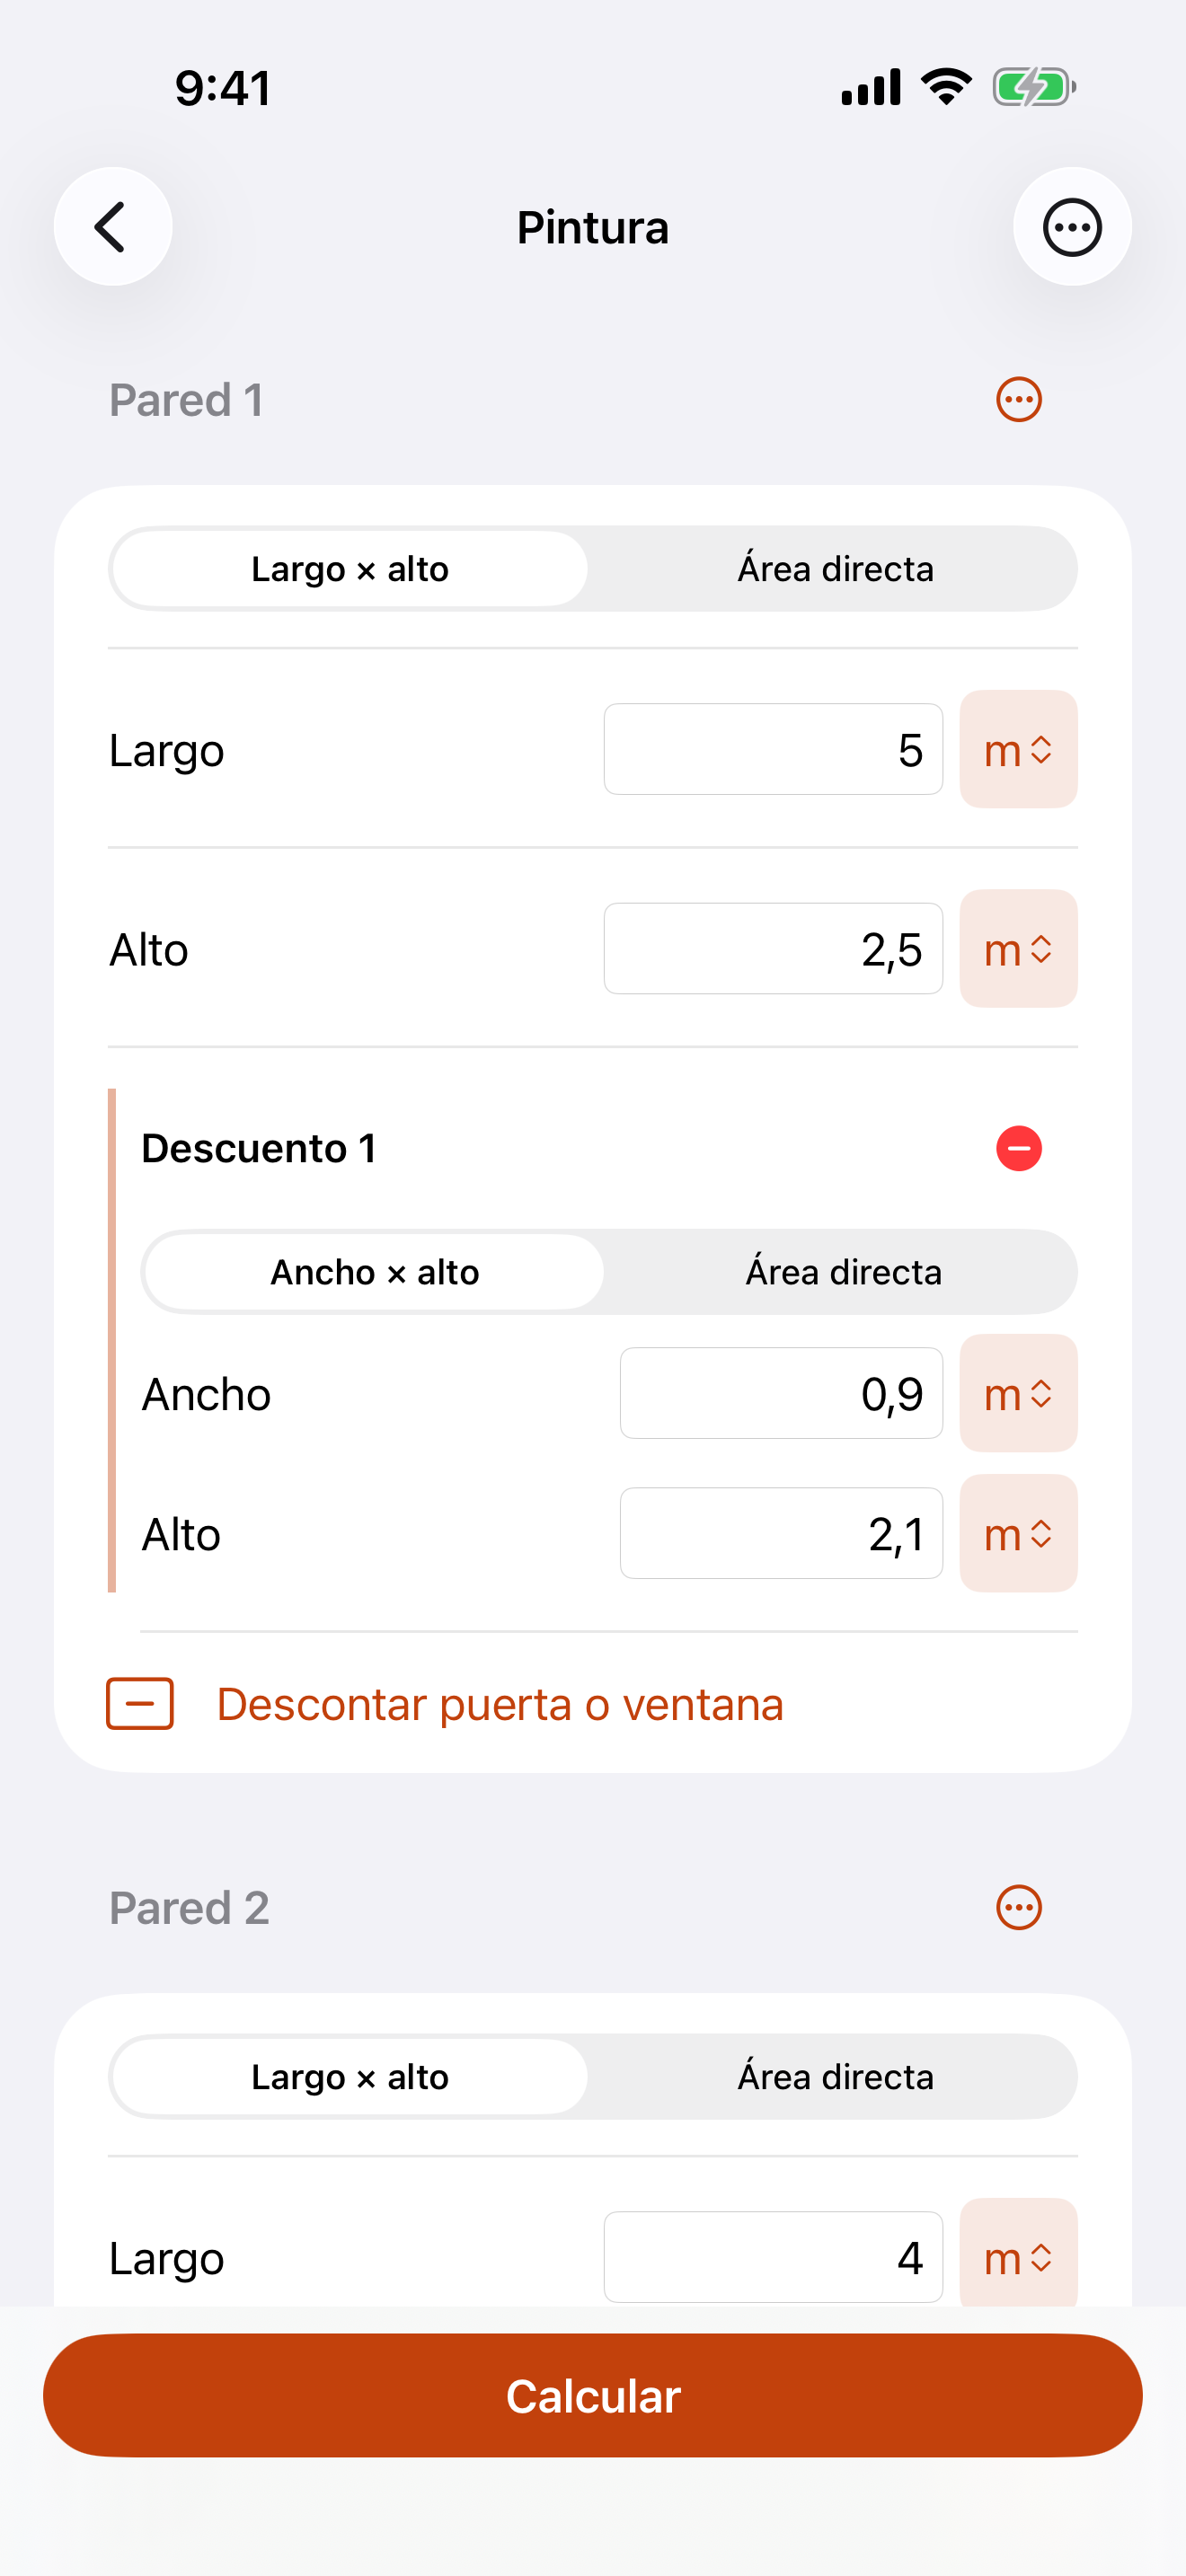 9:41
Pintura
Pared 1
Largo × alto
Área directa
Largo
5
m
Alto
2,5
m
Descuento 1
Ancho × alto
Área directa
Ancho
0,9
m
Alto
2,1
m
Descontar puerta o ventana
Pared 2
Largo × alto
Área directa
Largo
4
m
Calcular